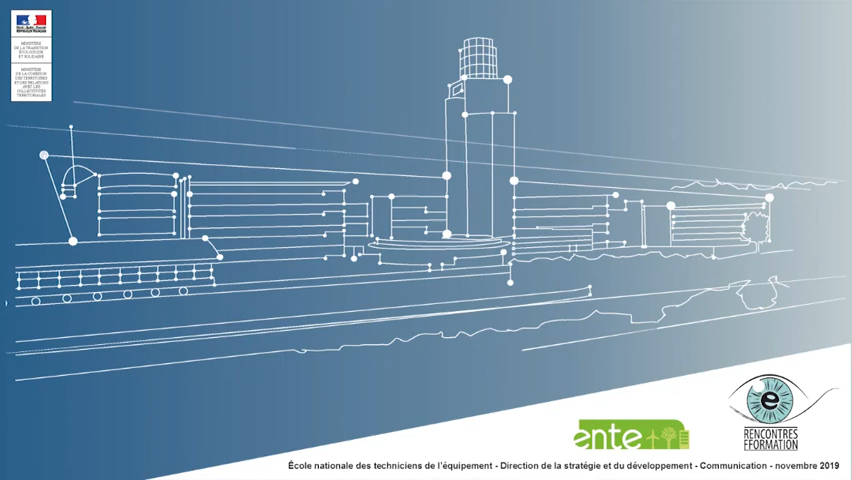 MINISTÈRE
DE LA TRANSITION
ÉCOLOGIQUE
ET SOLIDAIRE
MINISTÈRE
DE LA COHÉSION
DES TERRITOIRES
ET DES RELATIONS
AVEC LES
COLLECTIVITÉS
TERRITORIALES
e
ente
RENCONTRES
FFORMATION
École nationale des techniciens de l'équipement - Direction de la stratégie et du développement - Communication - novembre 2019